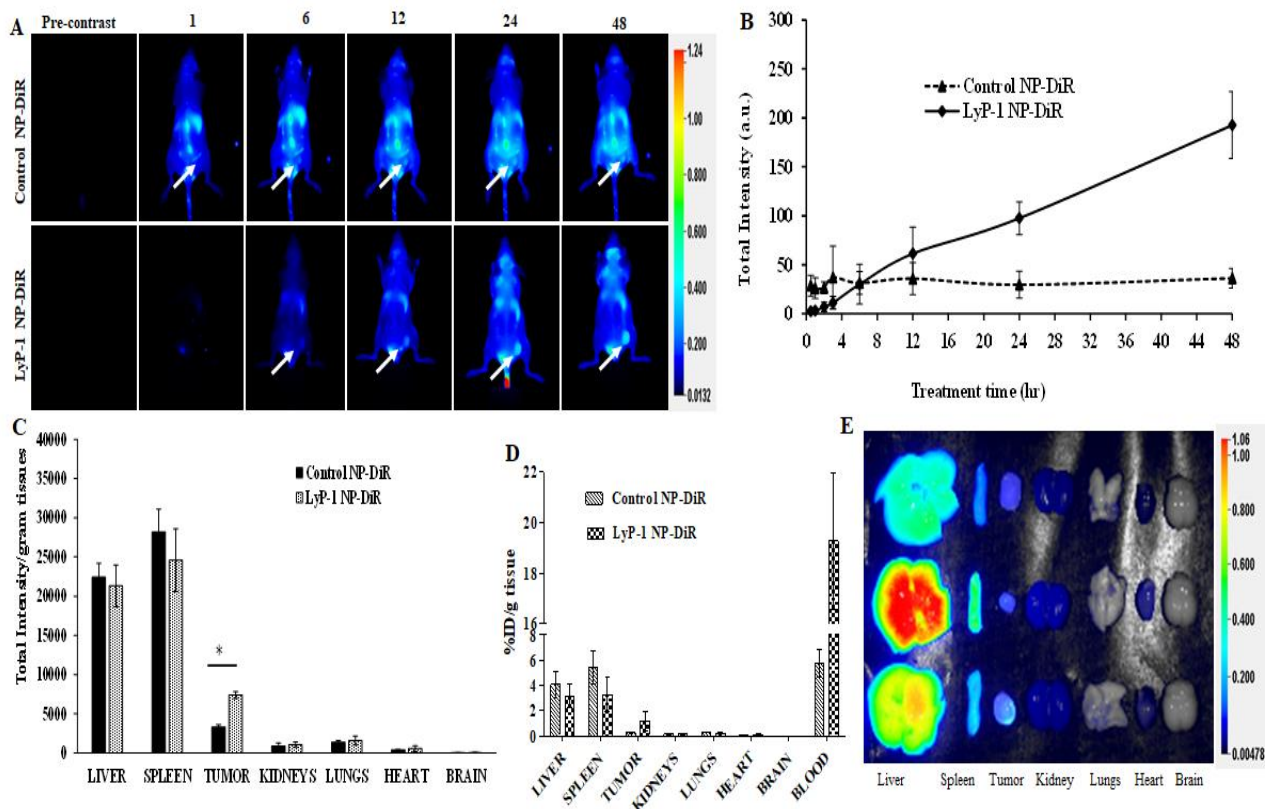 A
Pre-contrast 1 6 12 24 48
Control NP-DiR
LyP-1 NP-DiR
1.24
1.00
0.800
0.600
0.400
0.200
0.0132
B
Total Intensity (a.u.)
300
250
200
150
100
50
0
Control NP-DiR
LyP-1 NP-DiR
0 4 8 12 16 20 24 28 32 36 40 44 48
Treatment time (hr)
C
Total Intensity/gram tissues
40000
35000
30000
25000
20000
15000
10000
5000
0
Control NP-DiR
LyP-1 NP-DiR
*
LIVER SPLEEN TUMOR KIDNEYS LUNGS HEART BRAIN
D
%ID/g tissue
22
20
18
16
8
6
4
2
0
Control NP-DiR
LyP-1 NP-DiR
LIVER SPLEEN TUMOR KIDNEYS LUNGS HEART BRAIN BLOOD
E
1.06
1.00
0.800
0.600
0.400
0.200
0.00478
Liver Spleen Tumor Kidney Lungs Heart Brain